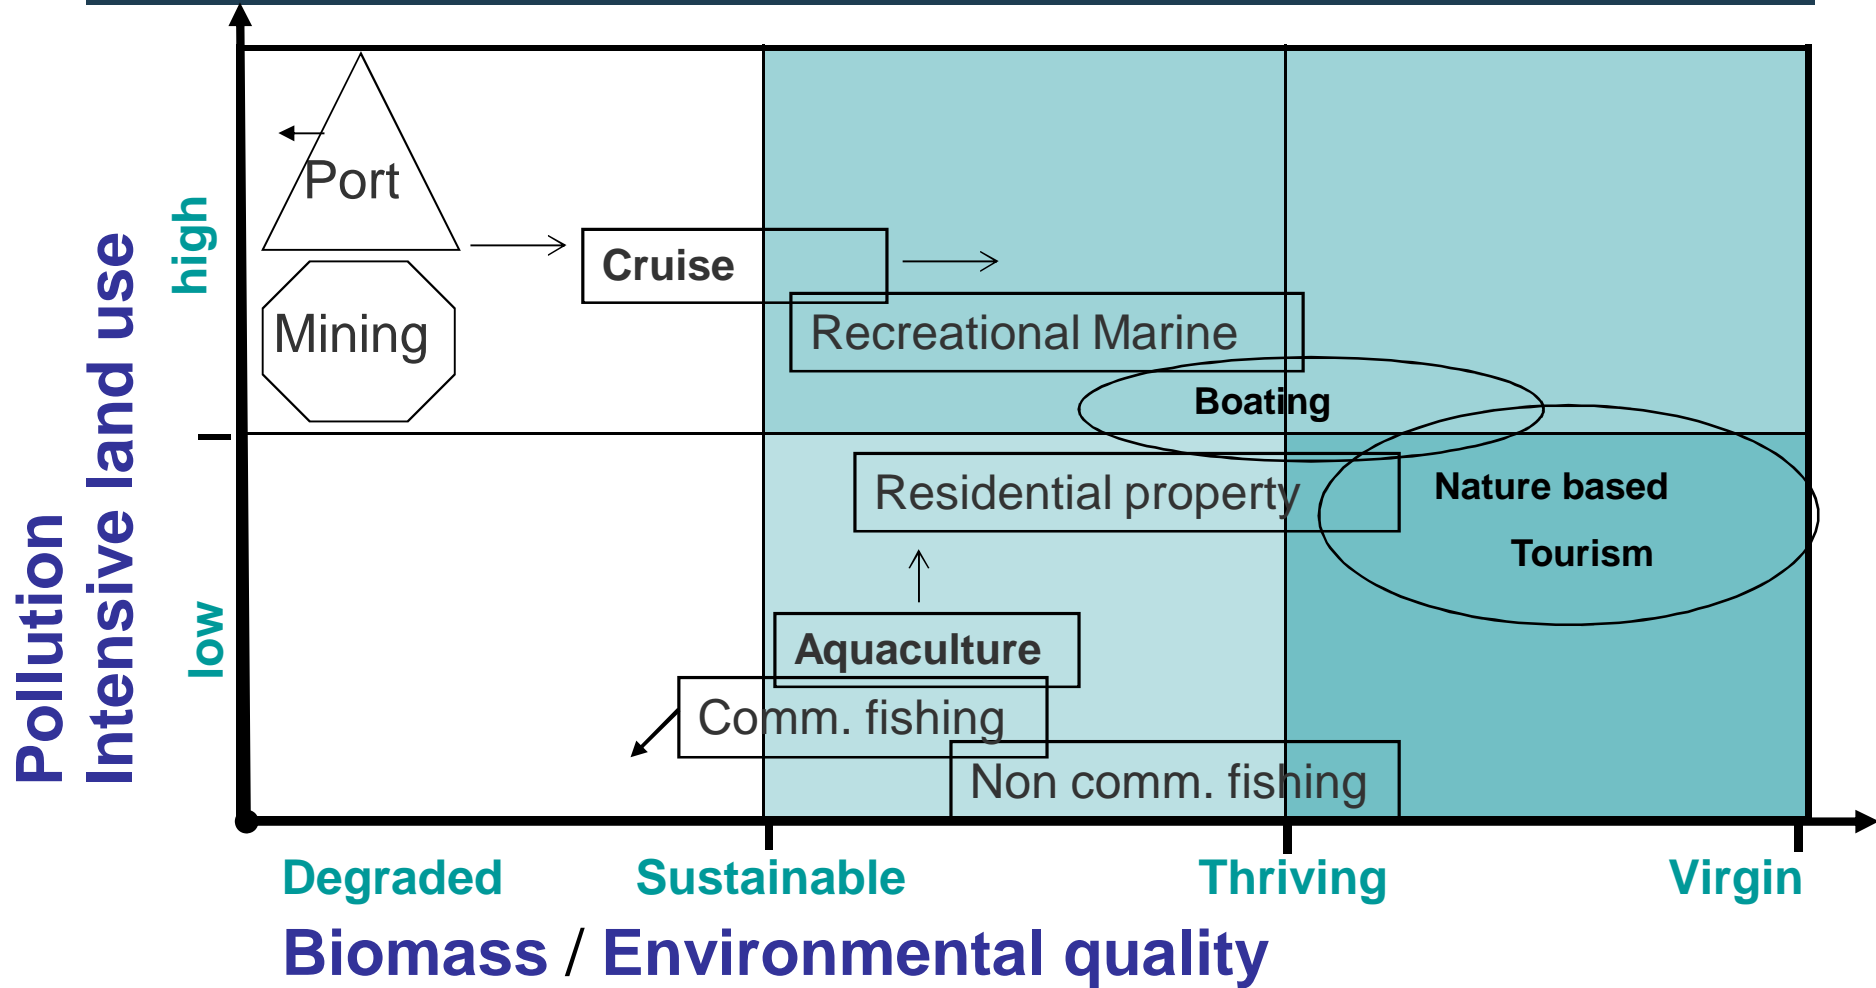 Pollution
Intensive land use
high
low
Port
Mining
Cruise
Recreational Marine
Boating
Residential property
Nature based
Tourism
Aquaculture
Comm. fishing
Non comm. fishing
Degraded
Sustainable
Thriving
Virgin
Biomass / Environmental quality